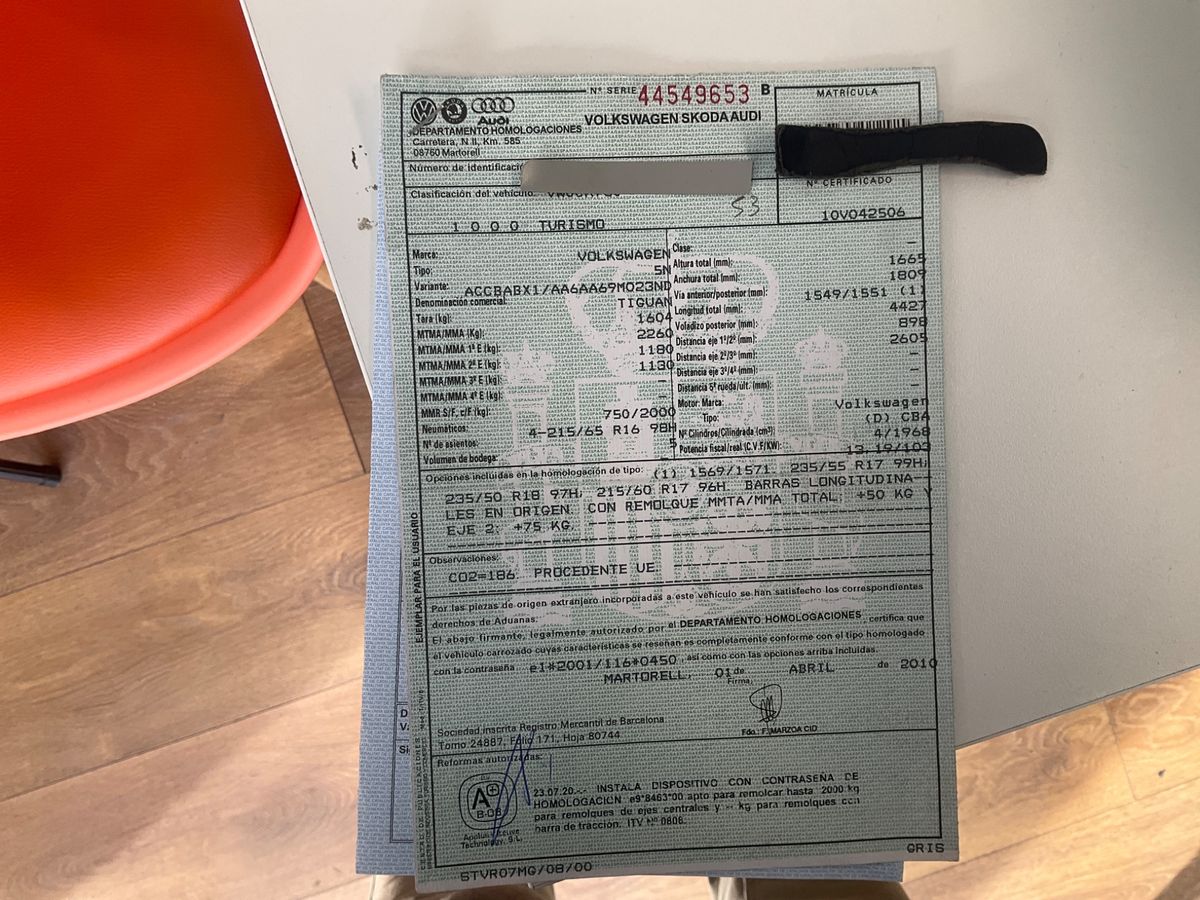 Nº SERIE 44549653 B
MATRÍCULA
Audi
VOLKSWAGEN SKODA AUDI
DEPARTAMENTO HOMOLOGACIONES
Carretera, N II, Km. 585
08760 Martorell
Número de identificació
Clasificación del vehículo:
53
Nº CERTIFICADO
10V042506
1 0 0 0 TURISMO
Marca: VOLKSWAGEN
Tipo: 5N
Variante: ACCBABX1/AA6AA69M023ND
Denominación comercial: TIGUAN
Tara (kg): 1604
MTMA/MMA (Kg): 2260
MTMA/MMA 1º E (kg): 1180
MTMA/MMA 2º E (kg): 1130
MTMA/MMA 3º E (kg): -
MTMA/MMA 4º E (kg): -
MMR S/F. c/F (kg): 750/2000
Neumáticos: 4-215/65 R16 98H
Nº de asientos: 5
Volumen de bodega: -
Clase: -
Altura total (mm): 1665
Anchura total (mm): 1809
Vía anterior/posterior (mm): 1549/1551 (1)
Longitud total (mm): 4427
Voladizo posterior (mm): 898
Distancia eje 1º/2º (mm): 2605
Distancia eje 2º/3º (mm): -
Distancia eje 3º/4º (mm): -
Distancia 5ª rueda/ult. (mm): -
Motor: Marca: Volkswagen
Tipo: (D) CBA
Nº Cilindros/Cilindrada (cm³): 4/1968
Potencia fiscal/real (C.V.F/KW): 13,19/103
Opciones incluidas en la homologación de tipo: (1) 1569/1571 235/55 R17 99H;
235/50 R18 97H; 215/60 R17 96H BARRAS LONGITUDINA-
LES EN ORIGEN CON REMOLQUE MMTA/MMA TOTAL: +50 KG Y
EJE 2: +75 KG
Observaciones:
CO2=186 PROCEDENTE UE
Por las piezas de origen extranjero incorporadas a este vehículo se han satisfecho los correspondientes
derechos de Aduanas.
El abajo firmante, legalmente autorizado por el DEPARTAMENTO HOMOLOGACIONES, certifica que
el vehículo carrozado cuyas características se reseñan es completamente conforme con el tipo homologado
con la contraseña e1*2001/116*0450, así como con las opciones arriba incluidas.
MARTORELL, 01 de ABRIL de 2010
Firma,
Fdo.: F. MARZOA CID
Sociedad inscrita Registro Mercantil de Barcelona
Tomo 24887, Folio 171, Hoja 80744
Reformas autorizadas:
A+
B-08
Applus Iteuve
Technology, S.L.
23.07.20.-- INSTALA DISPOSITIVO CON CONTRASEÑA DE
HOMOLOGACIÓN e9*8463*00 apto para remolcar hasta 2000 kg
para remolques de ejes centrales y -- kg para remolques con
barra de tracción. ITV Nº 0808.
STVR07MG/08/00
GRIS
EJEMPLAR PARA EL USUARIO